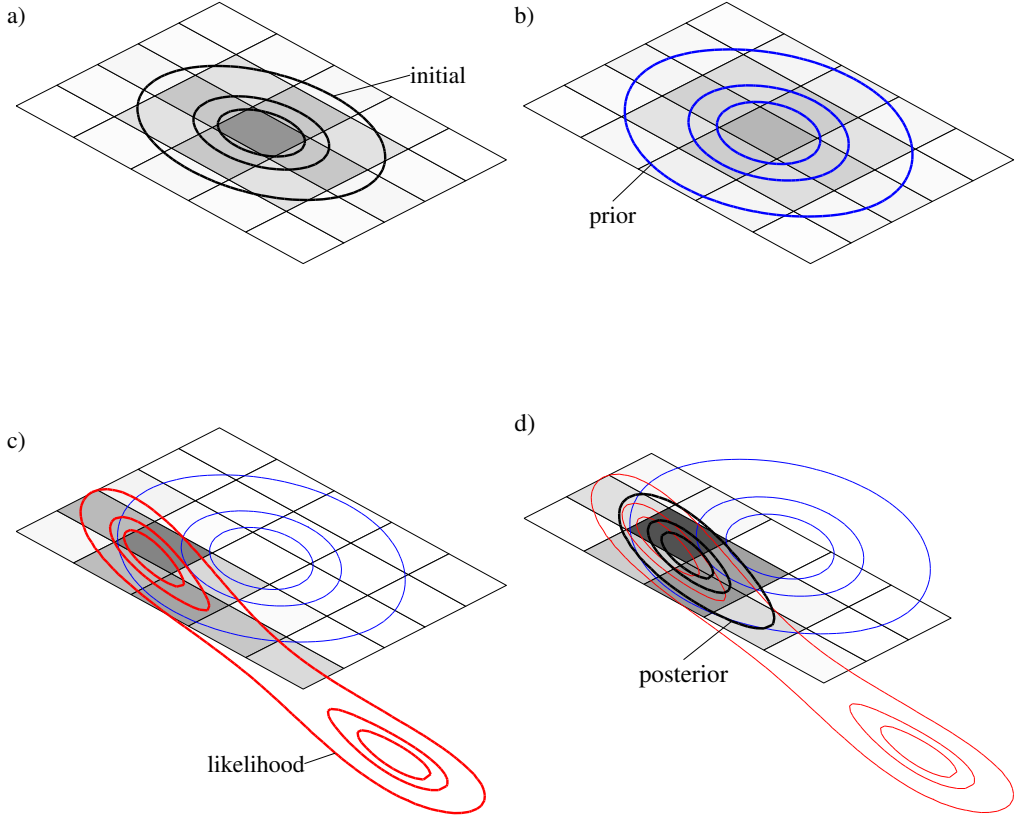 a)
initial
b)
prior
c)
likelihood
d)
posterior